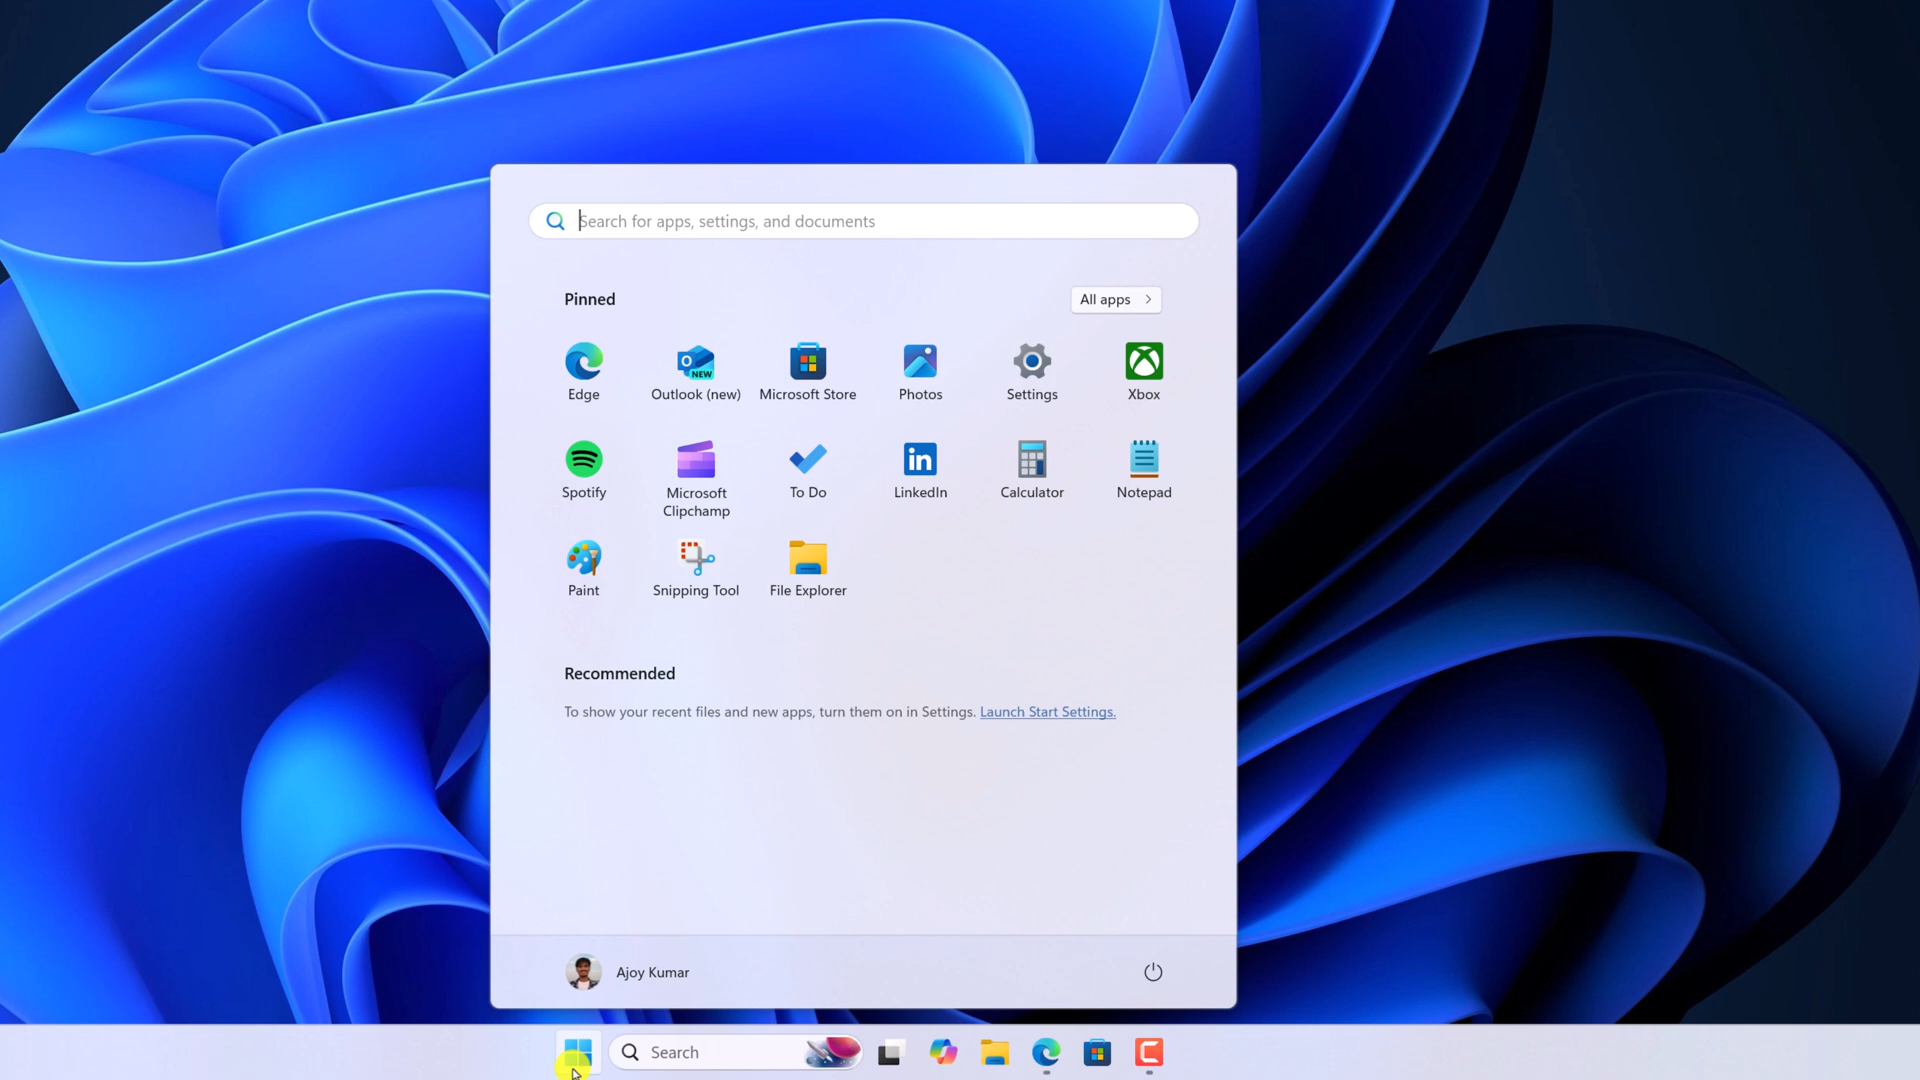 Search for apps, settings, and documents
Pinned
All apps
Edge
Outlook (new)
Microsoft Store
Photos
Settings
Xbox
Spotify
Microsoft
Clipchamp
To Do
LinkedIn
Calculator
Notepad
Paint
Snipping Tool
File Explorer
Recommended
To show your recent files and new apps, turn them on in Settings. Launch Start Settings.
Ajoy Kumar
Search